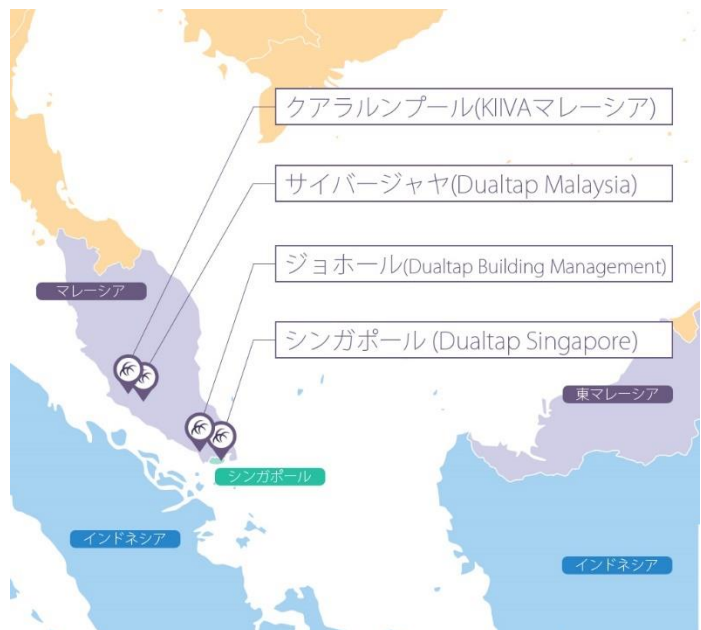 クアラルンプール(KIIVAマレーシア)
サイバージャヤ(Dualtap Malaysia)
ジョホール(Dualtap Building Management)
マレーシア
シンガポール (Dualtap Singapore)
東マレーシア
シンガポール
インドネシア
インドネシア